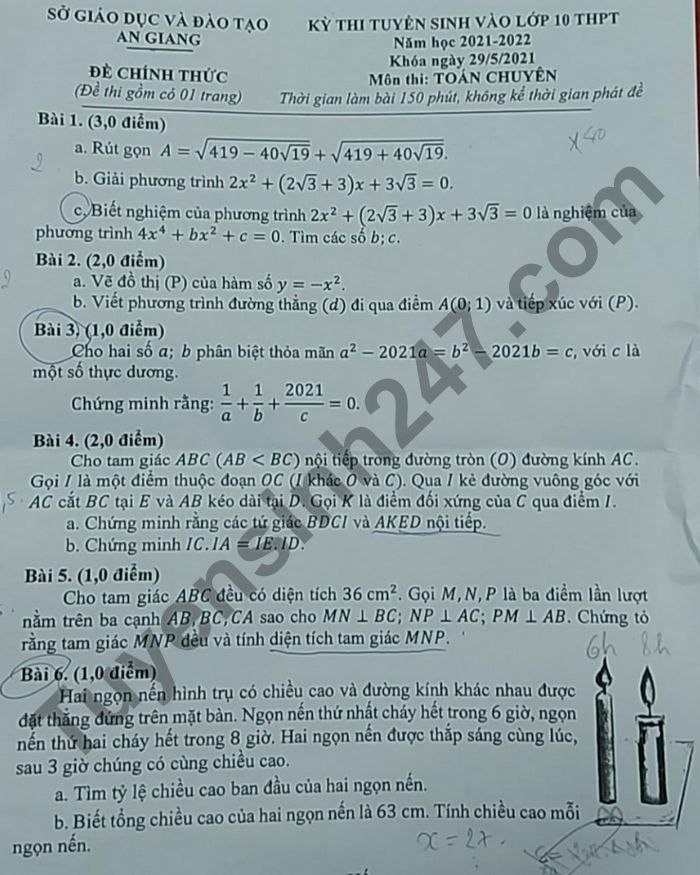 SỞ GIÁO DỤC VÀ ĐÀO TẠO
AN GIANG
KỲ THI TUYỂN SINH VÀO LỚP 10 THPT
Năm học 2021-2022
Khóa ngày 29/5/2021
ĐỀ CHÍNH THỨC
Môn thi: TOÁN CHUYÊN
(Đề thi gồm có 01 trang)
Thời gian làm bài 150 phút, không kể thời gian phát đề
Bài 1. (3,0 điểm)
a. Rút gọn A = √(419 − 40√19) + √(419 + 40√19).
x40
2
b. Giải phương trình 2x² + (2√3 + 3)x + 3√3 = 0.
c. Biết nghiệm của phương trình 2x² + (2√3 + 3)x + 3√3 = 0 là nghiệm của
phương trình 4x⁴ + bx² + c = 0. Tìm các số b; c.
Bài 2. (2,0 điểm)
2
a. Vẽ đồ thị (P) của hàm số y = −x².
b. Viết phương trình đường thẳng (d) đi qua điểm A(0; 1) và tiếp xúc với (P).
Bài 3. (1,0 điểm)
Cho hai số a; b phân biệt thỏa mãn a² − 2021a = b² − 2021b = c, với c là
một số thực dương.
Chứng minh rằng: 1/a + 1/b + 2021/c = 0.
Bài 4. (2,0 điểm)
Cho tam giác ABC (AB < BC) nội tiếp trong đường tròn (O) đường kính AC.
Gọi I là một điểm thuộc đoạn OC (I khác O và C). Qua I kẻ đường vuông góc với
AC cắt BC tại E và AB kéo dài tại D. Gọi K là điểm đối xứng của C qua điểm I.
a. Chứng minh rằng các tứ giác BDCI và AKED nội tiếp.
b. Chứng minh IC.IA = IE.ID.
Bài 5. (1,0 điểm)
Cho tam giác ABC đều có diện tích 36 cm². Gọi M, N, P là ba điểm lần lượt
nằm trên ba cạnh AB, BC, CA sao cho MN ⊥ BC; NP ⊥ AC; PM ⊥ AB. Chứng tỏ
rằng tam giác MNP đều và tính diện tích tam giác MNP.
6h 8h
Bài 6. (1,0 điểm)
Hai ngọn nến hình trụ có chiều cao và đường kính khác nhau được
đặt thẳng đứng trên mặt bàn. Ngọn nến thứ nhất cháy hết trong 6 giờ, ngọn
nến thứ hai cháy hết trong 8 giờ. Hai ngọn nến được thắp sáng cùng lúc,
sau 3 giờ chúng có cùng chiều cao.
a. Tìm tỷ lệ chiều cao ban đầu của hai ngọn nến.
b. Biết tổng chiều cao của hai ngọn nến là 63 cm. Tính chiều cao mỗi
ngọn nến.
Tuyensinh247.com